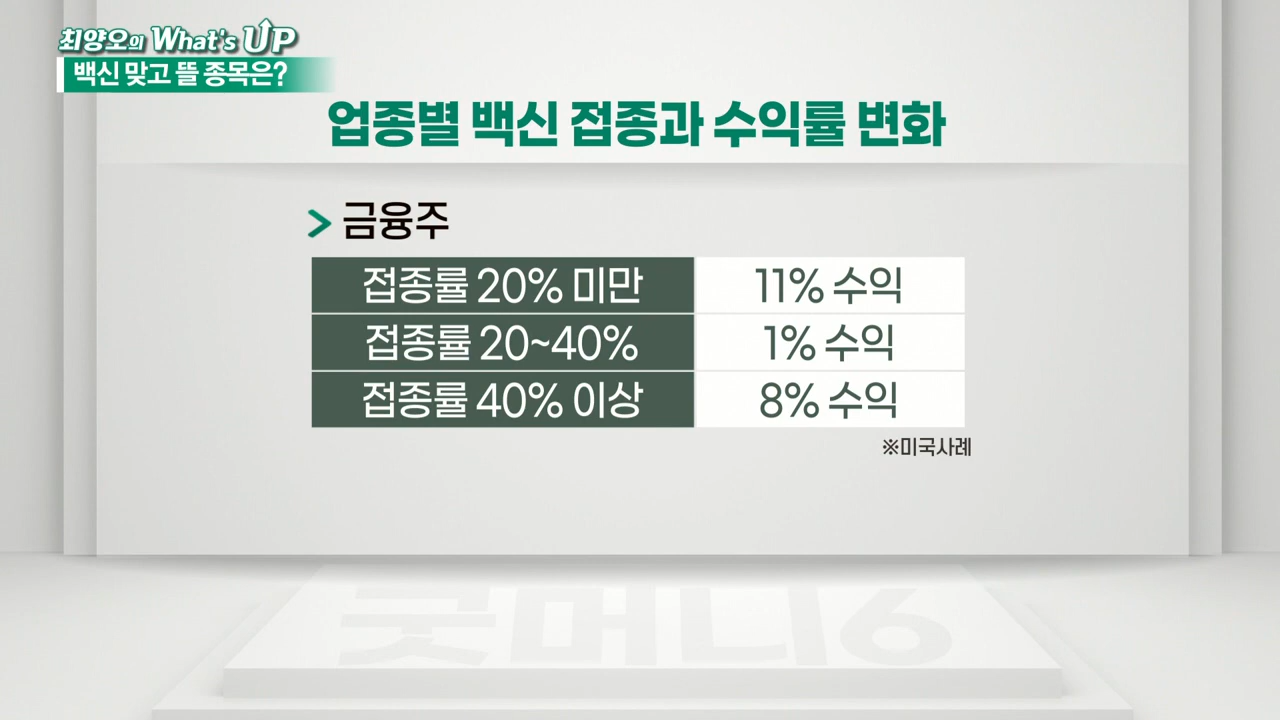 최양오의 What's UP
백신 맞고 뜰 종목은?
업종별 백신 접종과 수익률 변화
> 금융주
접종률 20% 미만 11% 수익
접종률 20~40% 1% 수익
접종률 40% 이상 8% 수익
※미국사례
굿머니6